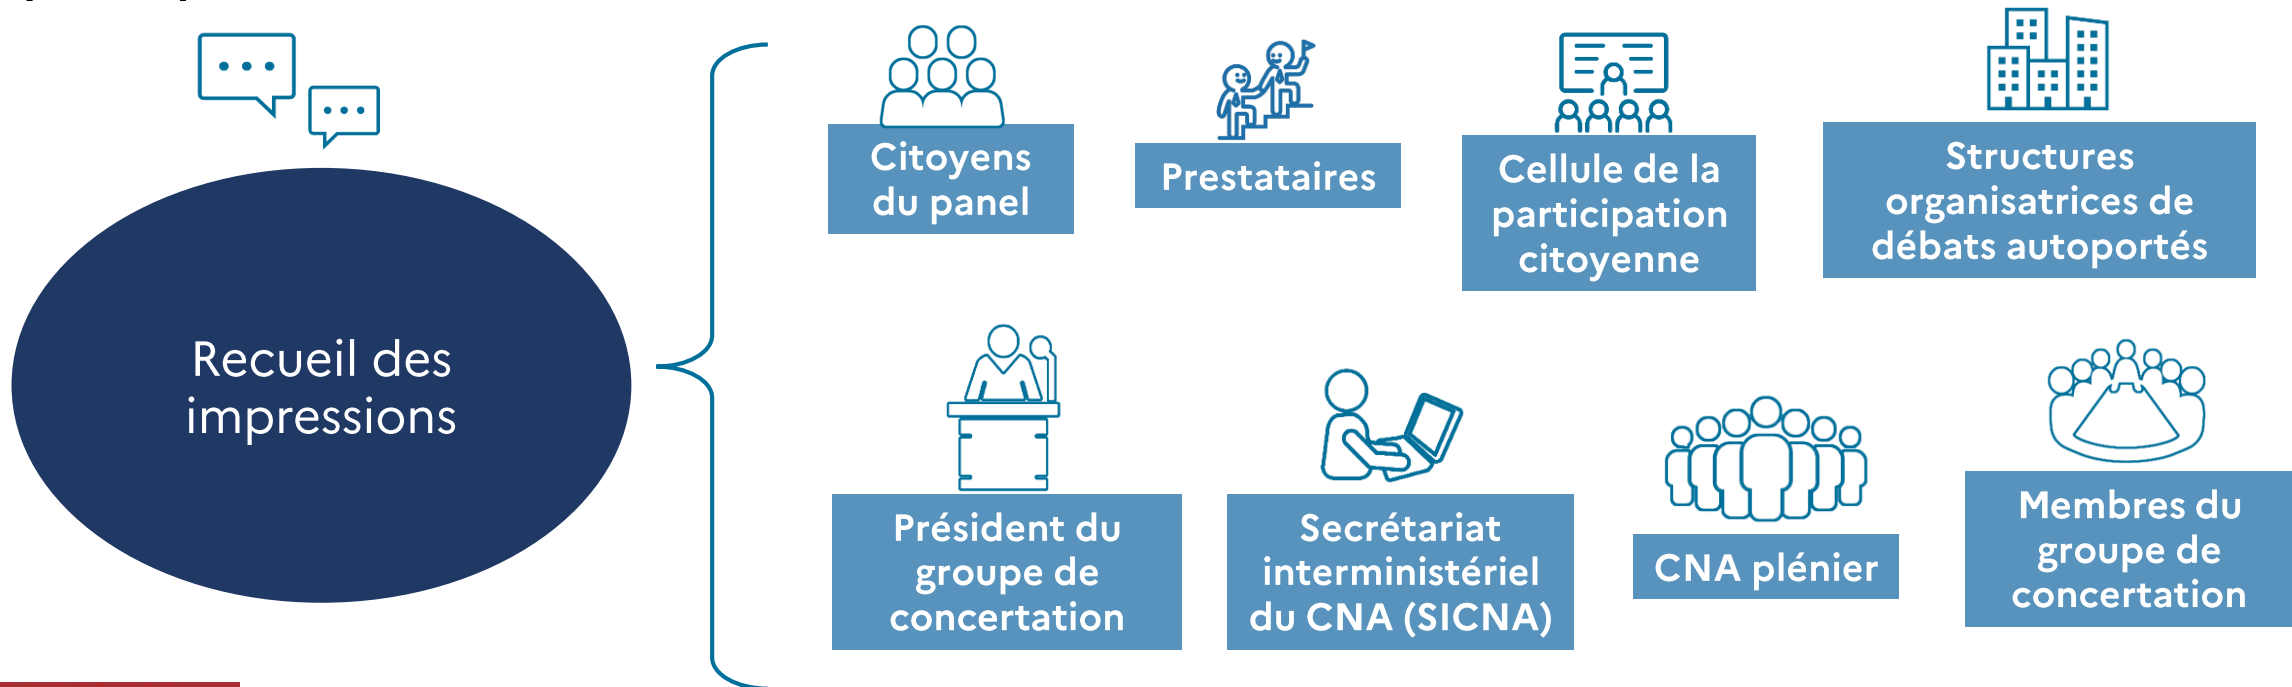 Recueil des
impressions
Citoyens
du panel
Prestataires
Cellule de la
participation
citoyenne
Structures
organisatrices de
débats autoportés
Président du
groupe de
concertation
Secrétariat
interministériel
du CNA (SICNA)
CNA plénier
Membres du
groupe de
concertation